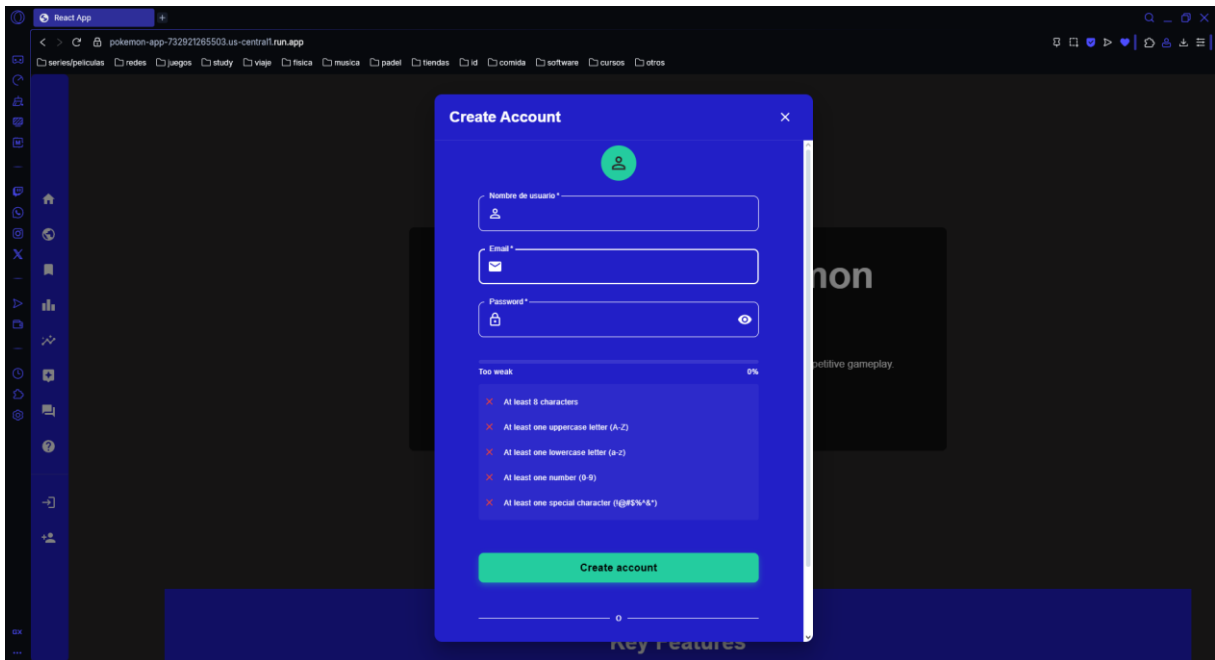 React App
pokemon-app-732921265503.us-central1.run.app
series/peliculas redes juegos study viaje fisica musica padel tiendas id comida software cursos otros
Create Account
Nombre de usuario *
Email *
mon
Password *
petitive gameplay.
Too weak 0%
At least 8 characters
At least one uppercase letter (A-Z)
At least one lowercase letter (a-z)
At least one number (0-9)
At least one special character (!@#$%^&*)
Create account
O
Key Features
GX